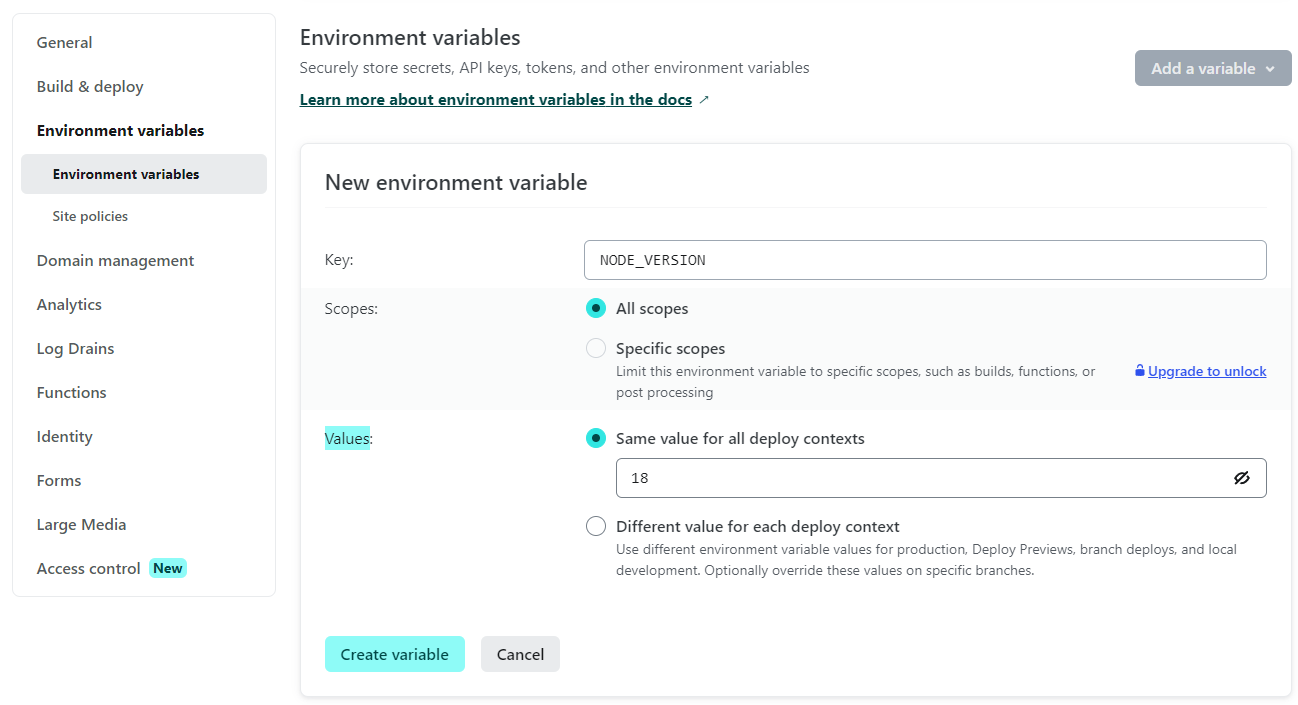 General
Build & deploy
Environment variables
Environment variables
Site policies
Domain management
Analytics
Log Drains
Functions
Identity
Forms
Large Media
Access control New
Environment variables
Securely store secrets, API keys, tokens, and other environment variables
Learn more about environment variables in the docs ↗
Add a variable
New environment variable
Key:
NODE_VERSION
Scopes:
All scopes
Specific scopes
Limit this environment variable to specific scopes, such as builds, functions, or
post processing
Upgrade to unlock
Values:
Same value for all deploy contexts
18
Different value for each deploy context
Use different environment variable values for production, Deploy Previews, branch deploys, and local
development. Optionally override these values on specific branches.
Create variable
Cancel